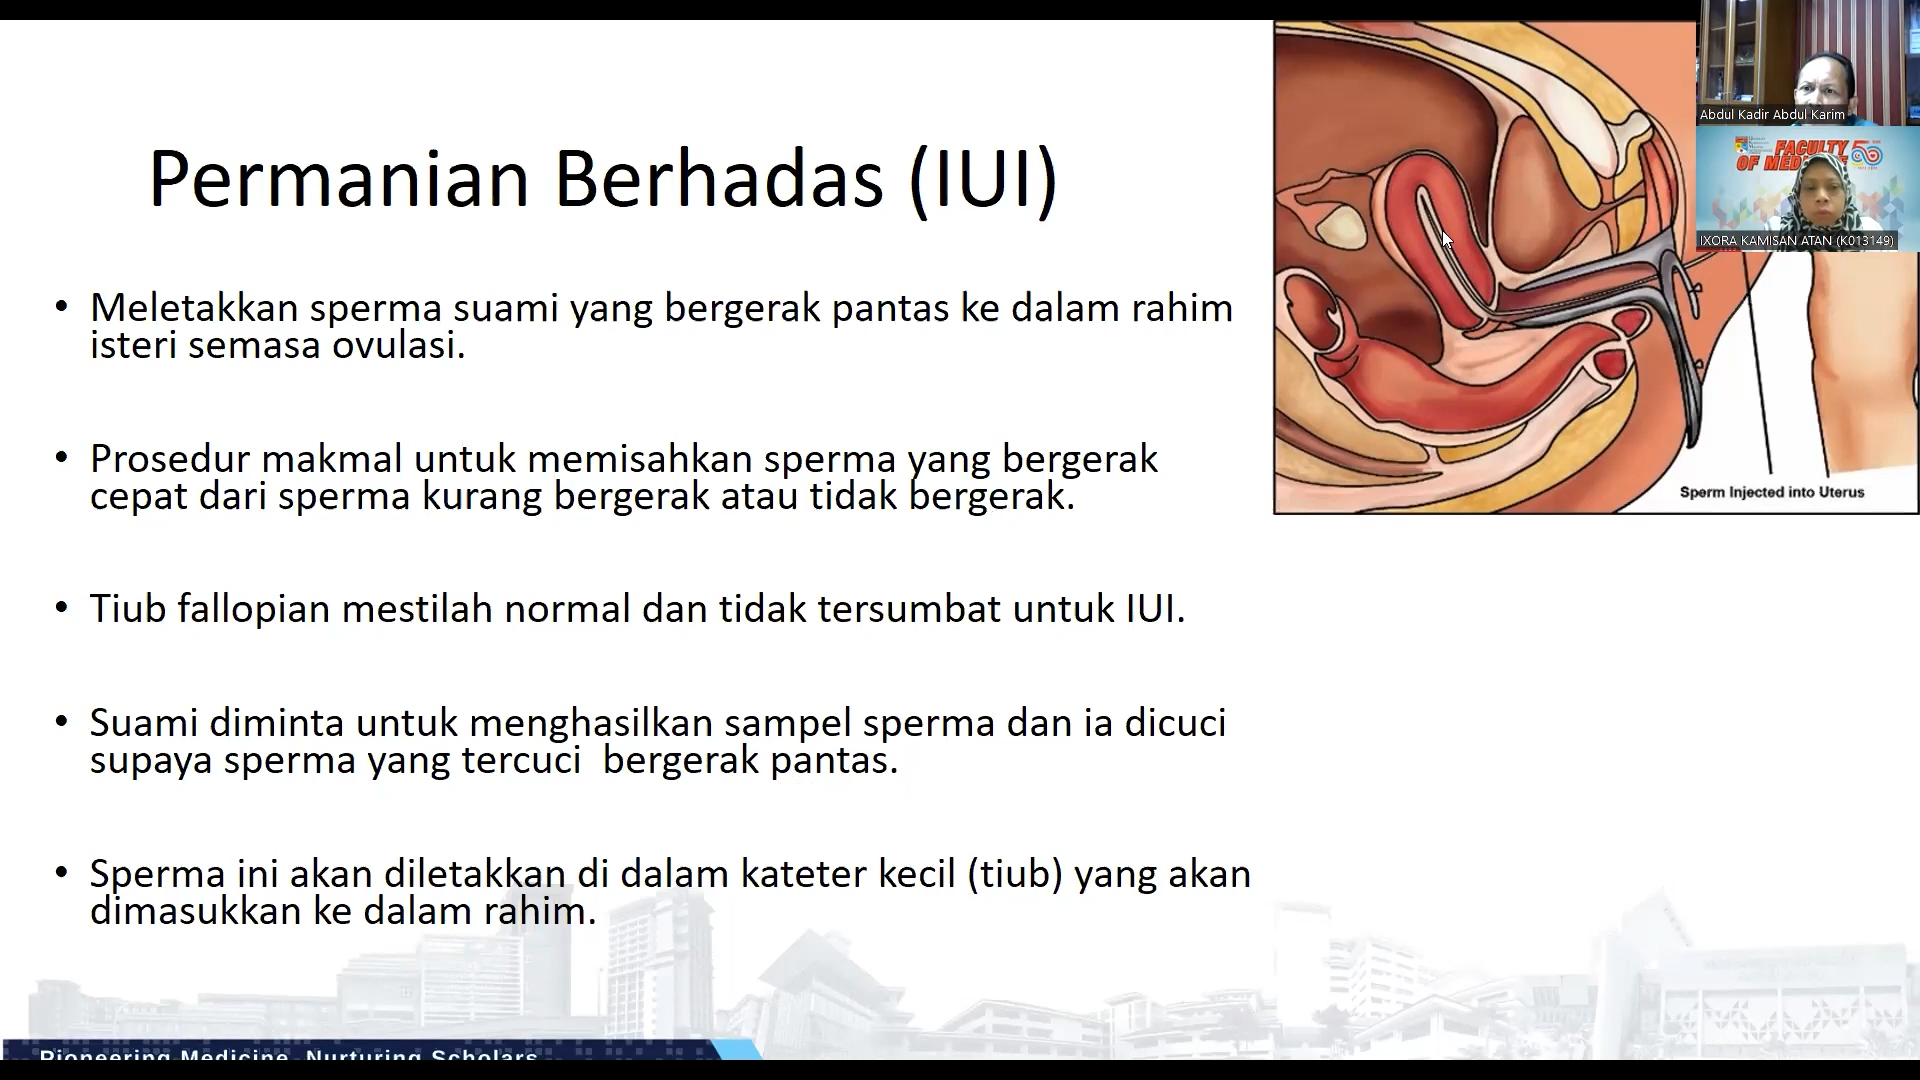 Permanian Berhadas (IUI)
• Meletakkan sperma suami yang bergerak pantas ke dalam rahim
isteri semasa ovulasi.
• Prosedur makmal untuk memisahkan sperma yang bergerak
cepat dari sperma kurang bergerak atau tidak bergerak.
• Tiub fallopian mestilah normal dan tidak tersumbat untuk IUI.
• Suami diminta untuk menghasilkan sampel sperma dan ia dicuci
supaya sperma yang tercuci  bergerak pantas.
• Sperma ini akan diletakkan di dalam kateter kecil (tiub) yang akan
dimasukkan ke dalam rahim.
Sperm Injected into Uterus
Abdul Kadir Abdul Karim
FACULTY
IXORA KAMISAN ATAN (K013149)
Pioneering Medicine, Nurturing Scholars